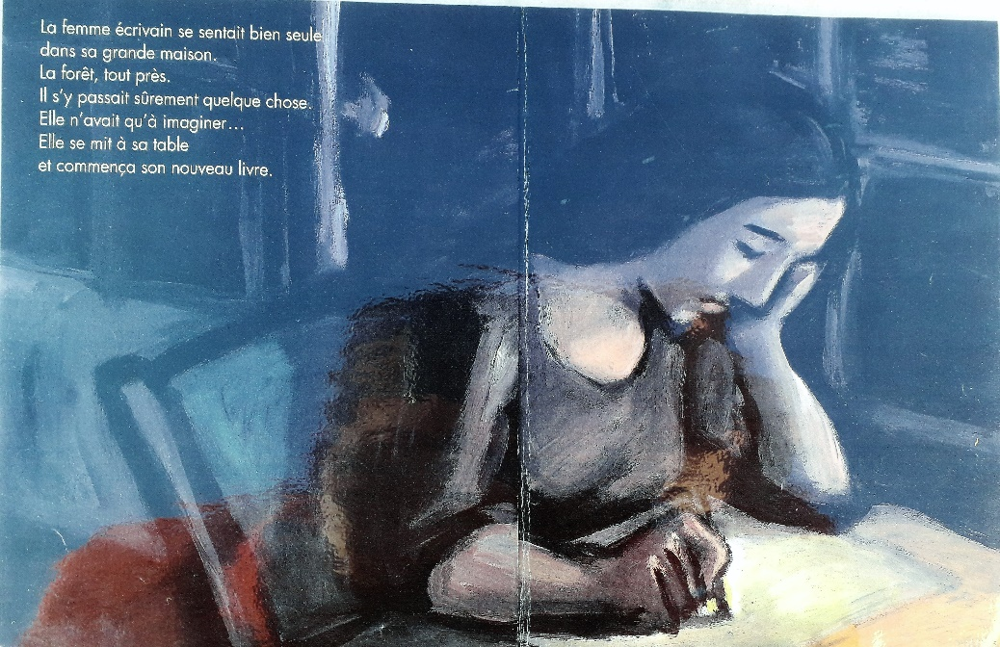 La femme écrivain se sentait bien seule
dans sa grande maison.
La forêt, tout près.
Il s'y passait sûrement quelque chose.
Elle n'avait qu'à imaginer...
Elle se mit à sa table
et commença son nouveau livre.